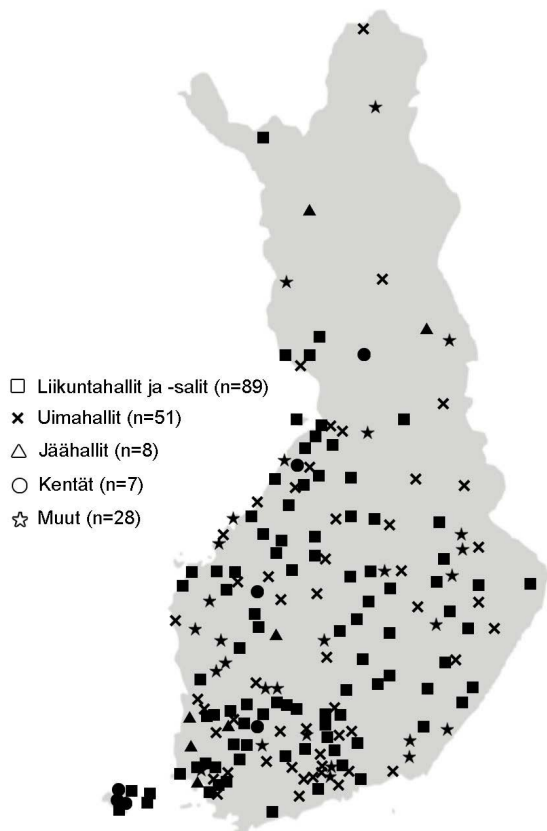 Liikuntahallit ja -salit (n=89)
Uimahallit (n=51)
Jäähallit (n=8)
Kentät (n=7)
Muut (n=28)